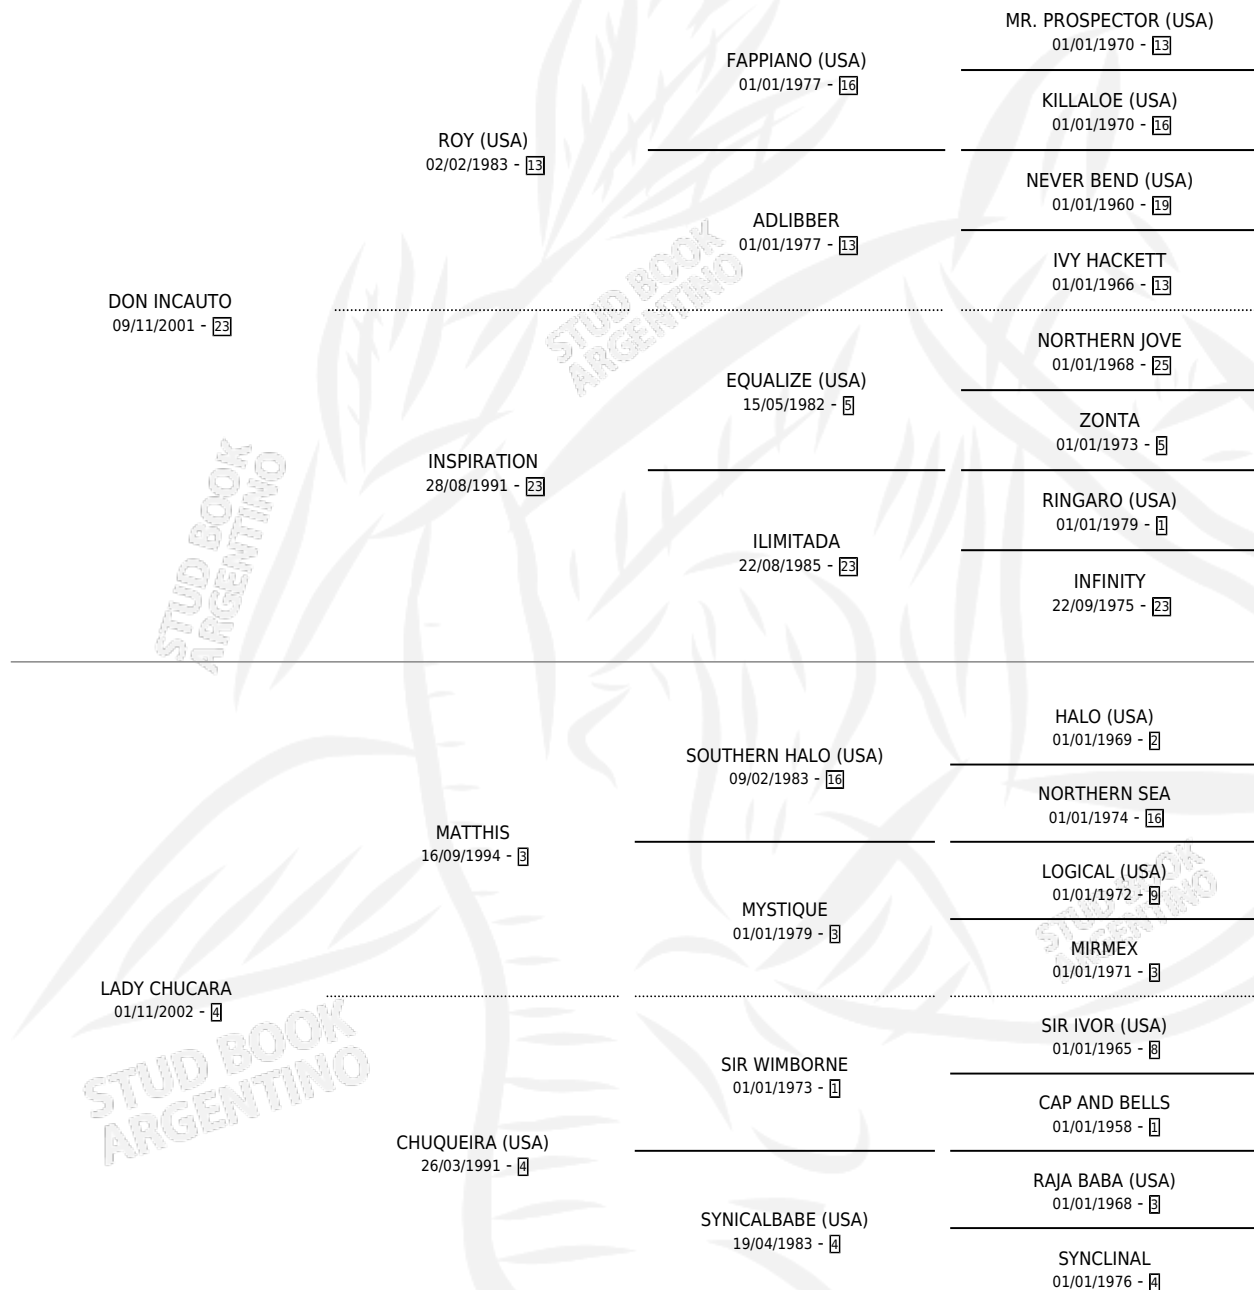 MR. PROSPECTOR (USA)
01/01/1970 - 13
FAPPIANO (USA)
01/01/1977 - 16
KILLALOE (USA)
01/01/1970 - 16
ROY (USA)
02/02/1983 - 13
NEVER BEND (USA)
01/01/1960 - 19
ADLIBBER
01/01/1977 - 13
IVY HACKETT
01/01/1966 - 13
DON INCAUTO
09/11/2001 - 23
NORTHERN JOVE
01/01/1968 - 25
EQUALIZE (USA)
15/05/1982 - 5
ZONTA
01/01/1973 - 5
INSPIRATION
28/08/1991 - 23
RINGARO (USA)
01/01/1979 - 1
ILIMITADA
22/08/1985 - 23
INFINITY
22/09/1975 - 23
HALO (USA)
01/01/1969 - 2
SOUTHERN HALO (USA)
09/02/1983 - 16
NORTHERN SEA
01/01/1974 - 16
MATTHIS
16/09/1994 - 3
LOGICAL (USA)
01/01/1972 - 9
MYSTIQUE
01/01/1979 - 3
MIRMEX
01/01/1971 - 3
LADY CHUCARA
01/11/2002 - 4
SIR IVOR (USA)
01/01/1965 - 8
SIR WIMBORNE
01/01/1973 - 1
CAP AND BELLS
01/01/1958 - 1
CHUQUEIRA (USA)
26/03/1991 - 4
RAJA BABA (USA)
01/01/1968 - 3
SYNICALBABE (USA)
19/04/1983 - 4
SYNCLINAL
01/01/1976 - 4
STUD BOOK
ARGENTINO
STUD BOOK
ARGENTINO
STUD BOOK
ARGENTINO
STUD BOOK
ARGENTINO